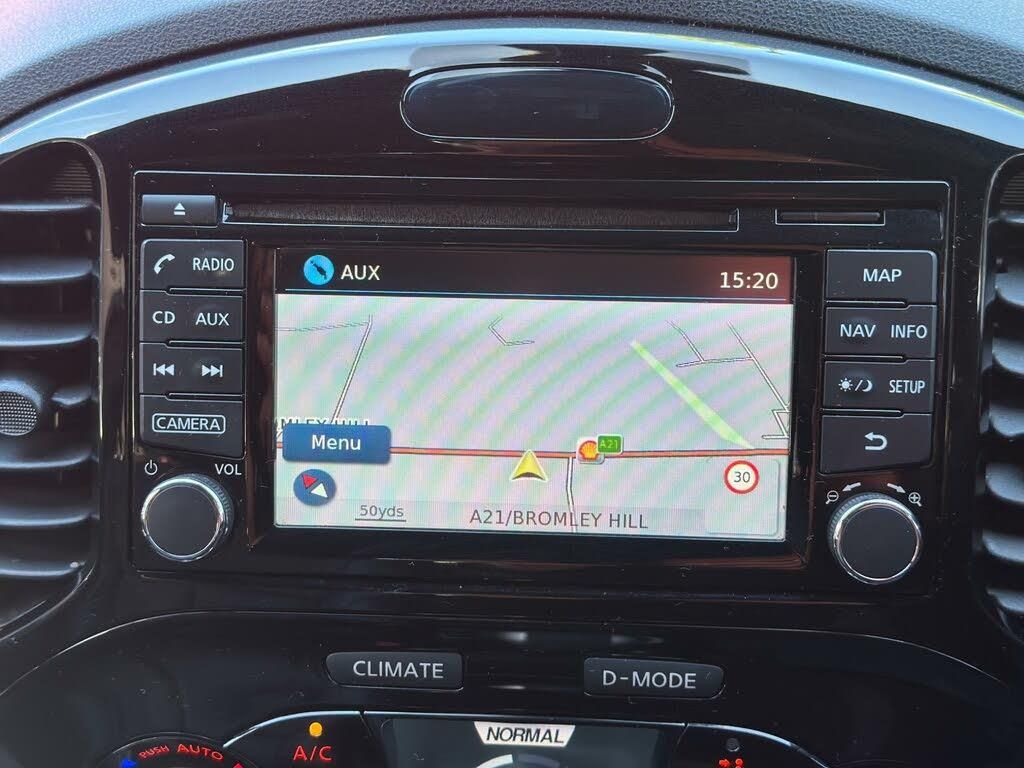 AUX
15:20
RADIO
MAP
CD AUX
NAV INFO
SETUP
CAMERA
Menu
A21
30
VOL
50yds
A21/BROMLEY HILL
CLIMATE
D-MODE
NORMAL
PUSH AUTO
A/C